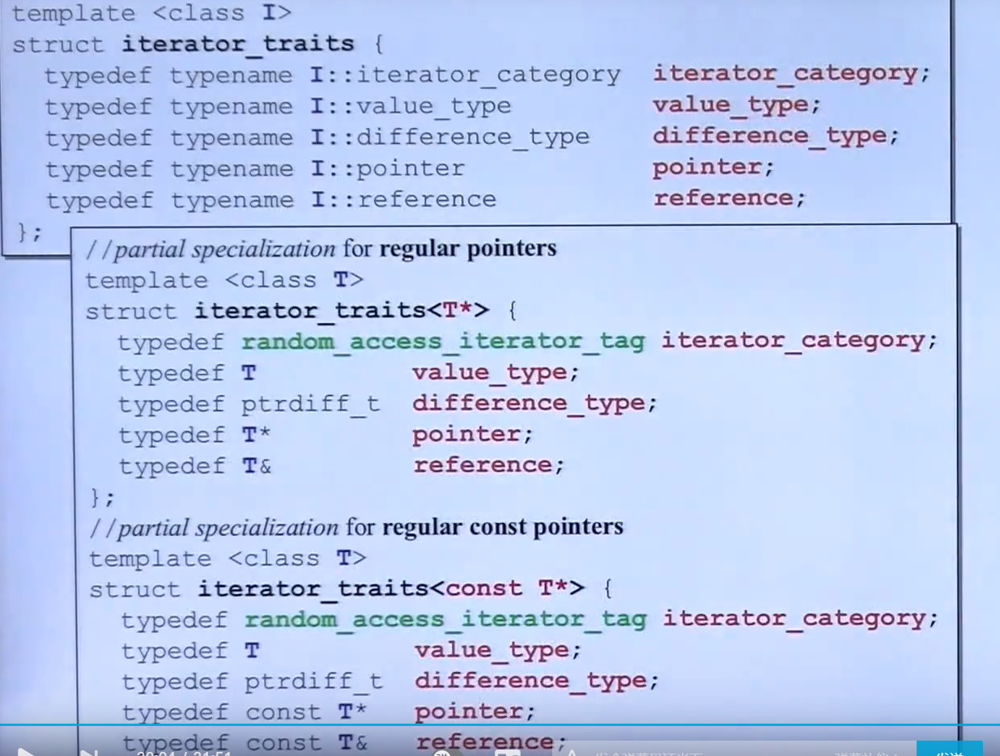 template <class I>
struct iterator_traits {
typedef typename I::iterator_category iterator_category;
typedef typename I::value_type value_type;
typedef typename I::difference_type difference_type;
typedef typename I::pointer pointer;
typedef typename I::reference reference;
};
//partial specialization for regular pointers
template <class T>
struct iterator_traits<T*> {
typedef random_access_iterator_tag iterator_category;
typedef T value_type;
typedef ptrdiff_t difference_type;
typedef T* pointer;
typedef T& reference;
};
//partial specialization for regular const pointers
template <class T>
struct iterator_traits<const T*> {
typedef random_access_iterator_tag iterator_category;
typedef T value_type;
typedef ptrdiff_t difference_type;
typedef const T* pointer;
typedef const T& reference;